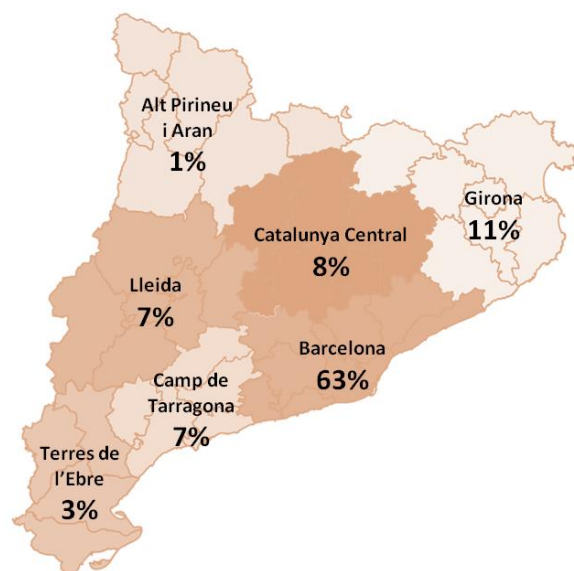 Alt Pirineu
i Aran
1%
Girona
11%
Catalunya Central
8%
Lleida
7%
Barcelona
63%
Camp de
Tarragona
7%
Terres de
l'Ebre
3%